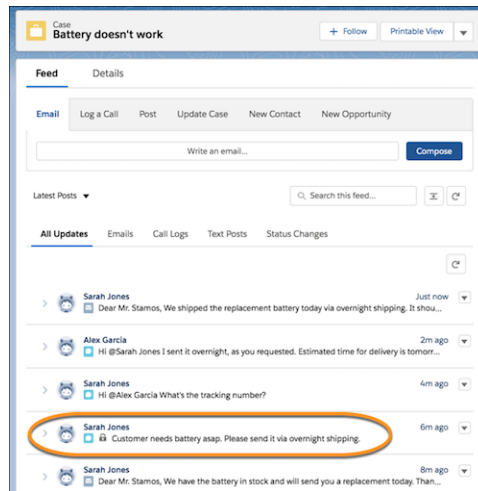 Case
Battery doesn't work
+ Follow
Printable View
Feed
Details
Email
Log a Call
Post
Update Case
New Contact
New Opportunity
Write an email...
Compose
Latest Posts
Search this feed...
All Updates
Emails
Call Logs
Text Posts
Status Changes
Sarah Jones
Just now
Dear Mr. Stamos, We shipped the replacement battery today via overnight shipping. It shou...
Alex Garcia
2m ago
Hi @Sarah Jones I sent it overnight, as you requested. Estimated time for delivery is tomorr...
Sarah Jones
4m ago
Hi @Alex Garcia What's the tracking number?
Sarah Jones
6m ago
Customer needs battery asap. Please send it via overnight shipping.
Sarah Jones
8m ago
Dear Mr. Stamos, We have the battery in stock and will send you a replacement today. Than...